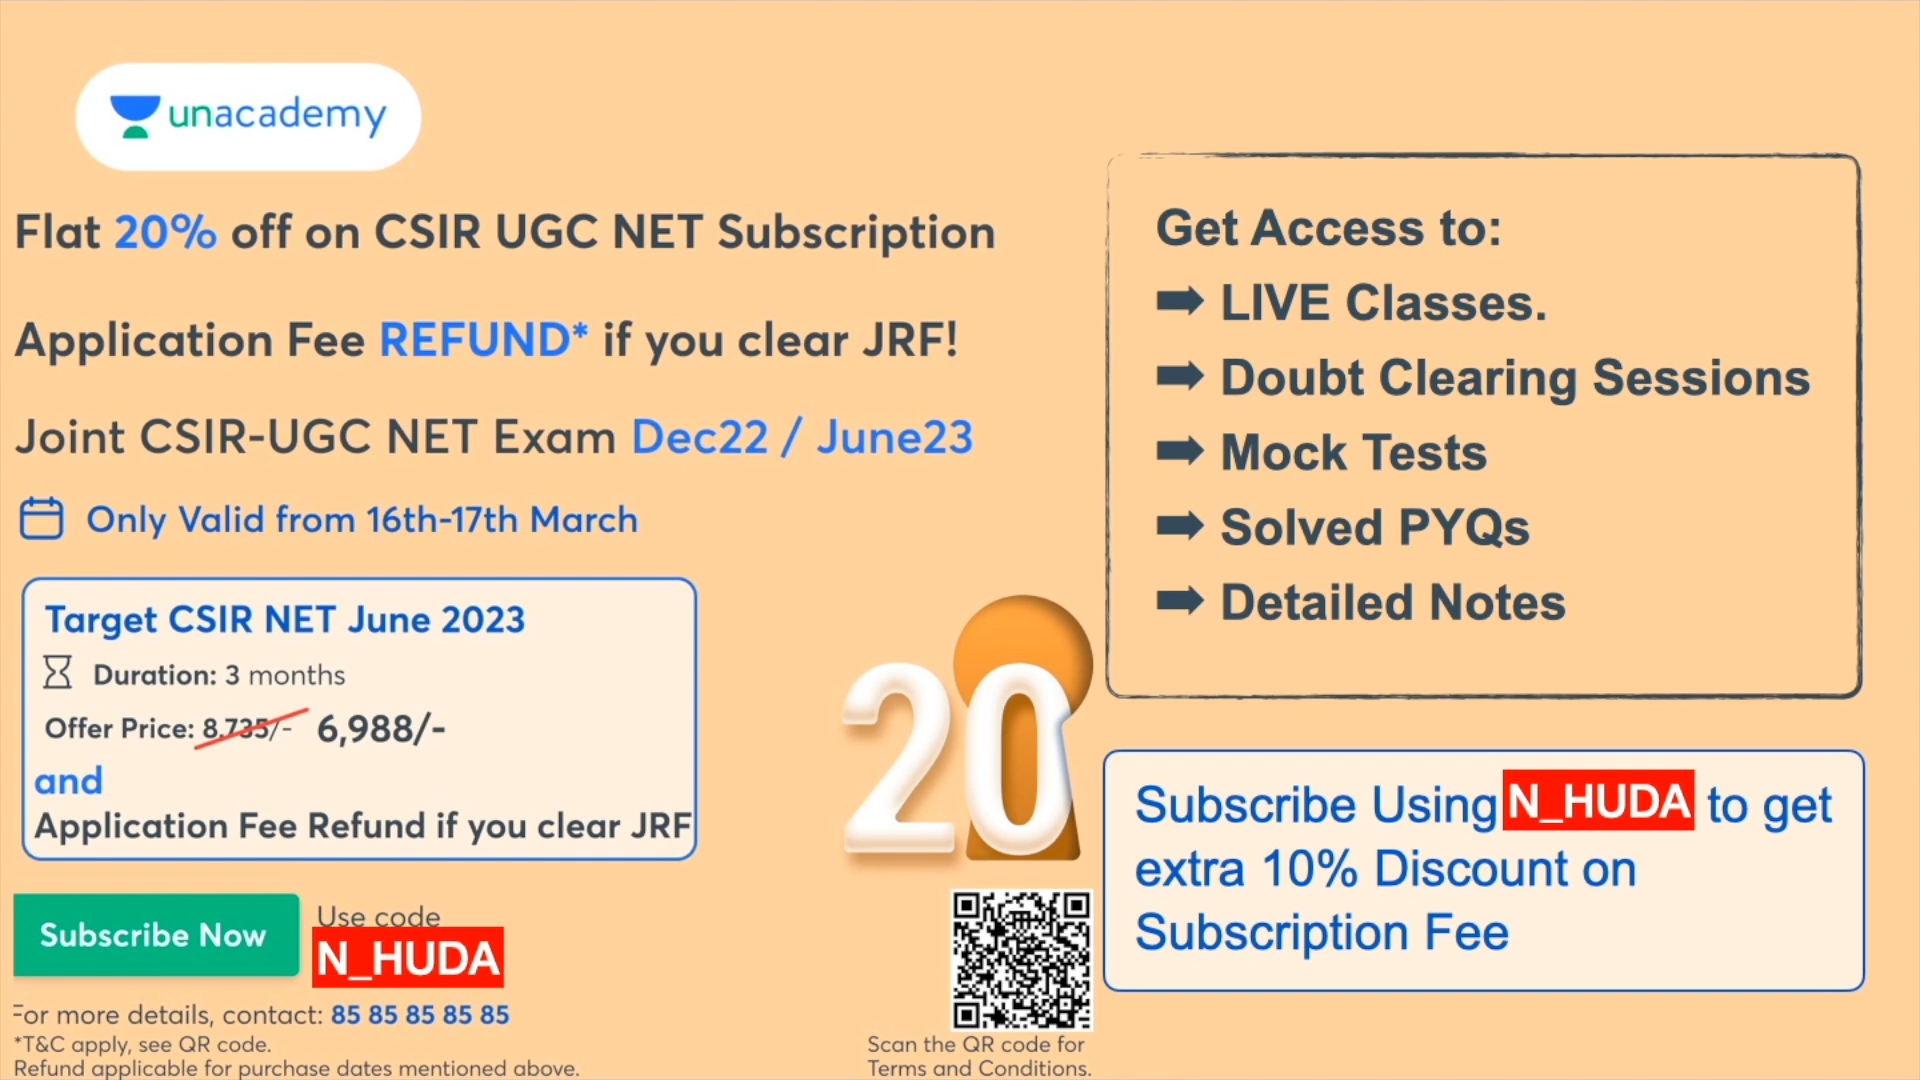 unacademy
Flat 20% off on CSIR UGC NET Subscription
Application Fee REFUND* if you clear JRF!
Joint CSIR-UGC NET Exam Dec22 / June23
Only Valid from 16th-17th March
Target CSIR NET June 2023
Duration: 3 months
Offer Price: 8,735/- 6,988/-
and
Application Fee Refund if you clear JRF
Subscribe Now
Use code
N_HUDA
For more details, contact: 85 85 85 85 85
*T&C apply, see QR code.
Refund applicable for purchase dates mentioned above.
20
Scan the QR code for
Terms and Conditions.
Get Access to:
➡ LIVE Classes.
➡ Doubt Clearing Sessions
➡ Mock Tests
➡ Solved PYQs
➡ Detailed Notes
Subscribe Using N_HUDA to get
extra 10% Discount on
Subscription Fee